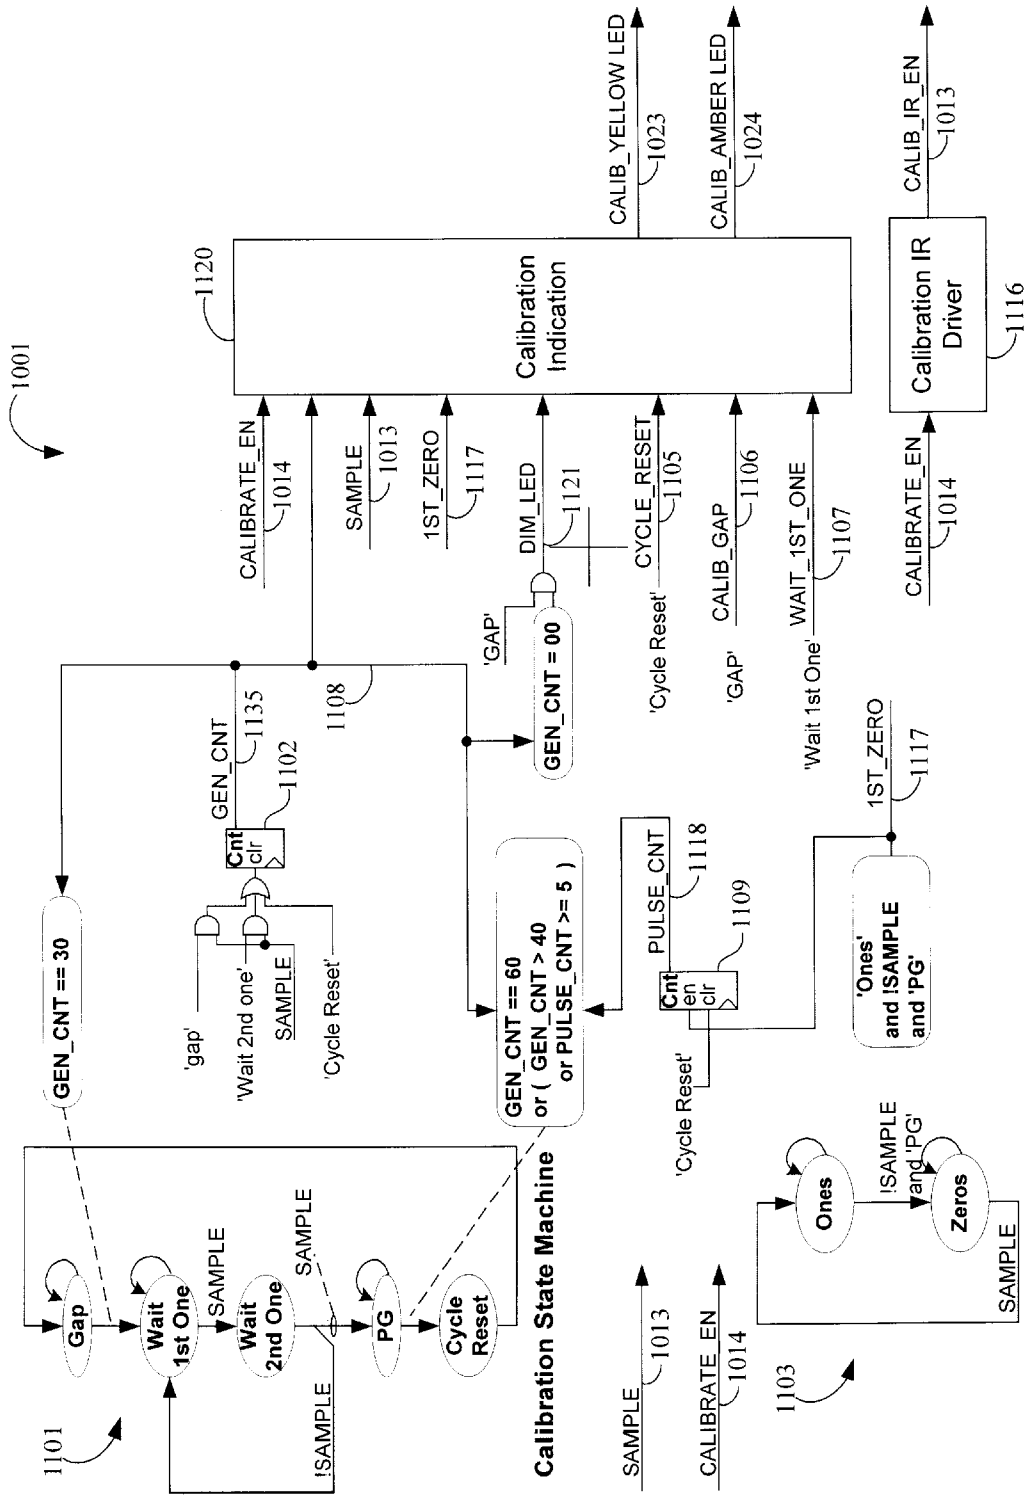 1001
1101
Gap
Wait
1st One
SAMPLE
Wait
2nd One
SAMPLE
!SAMPLE
PG
Cycle
Reset
Calibration State Machine
GEN_CNT == 30
'gap'
'Wait 2nd one'
SAMPLE
'Cycle Reset'
Cnt
clr
1102
GEN_CNT
1135
1108
GEN_CNT == 60
or ( GEN_CNT > 40
or PULSE_CNT >= 5 )
GEN_CNT = 00
'GAP'
DIM_LED
1121
CALIBRATE_EN
1014
SAMPLE
1013
1ST_ZERO
1117
'Cycle Reset'
CYCLE_RESET
1105
'GAP'
CALIB_GAP
1106
'Wait 1st One'
WAIT_1ST_ONE
1107
1120
Calibration
Indication
CALIB_YELLOW LED
1023
CALIB_AMBER LED
1024
CALIBRATE_EN
1014
Calibration IR
Driver
1116
CALIB_IR_EN
1013
PULSE_CNT
1118
Cnt
en
clr
1109
'Cycle Reset'
'Ones'
and !SAMPLE
and 'PG'
1ST_ZERO
1117
SAMPLE
1013
CALIBRATE_EN
1014
1103
Ones
!SAMPLE
and 'PG'
Zeros
SAMPLE